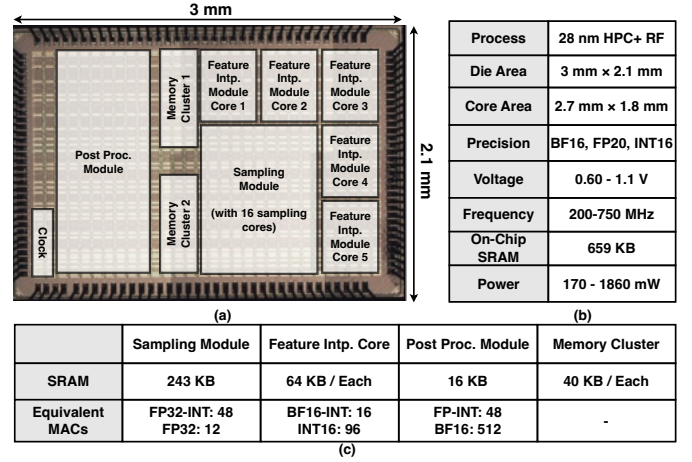 3 mm
2.1 mm
Post Proc.
Module
Clock
Memory
Cluster 1
Memory
Cluster 2
Feature
Intp.
Module
Core 1
Feature
Intp.
Module
Core 2
Feature
Intp.
Module
Core 3
Feature
Intp.
Module
Core 4
Feature
Intp.
Module
Core 5
Sampling
Module
(with 16 sampling
cores)
(a)
Process 28 nm HPC+ RF
Die Area 3 mm × 2.1 mm
Core Area 2.7 mm × 1.8 mm
Precision BF16, FP20, INT16
Voltage 0.60 - 1.1 V
Frequency 200-750 MHz
On-Chip
SRAM 659 KB
Power 170 - 1860 mW
(b)
Sampling Module Feature Intp. Core Post Proc. Module Memory Cluster
SRAM 243 KB 64 KB / Each 16 KB 40 KB / Each
Equivalent
MACs
FP32-INT: 48
FP32: 12
BF16-INT: 16
INT16: 96
FP-INT: 48
BF16: 512
-
(c)